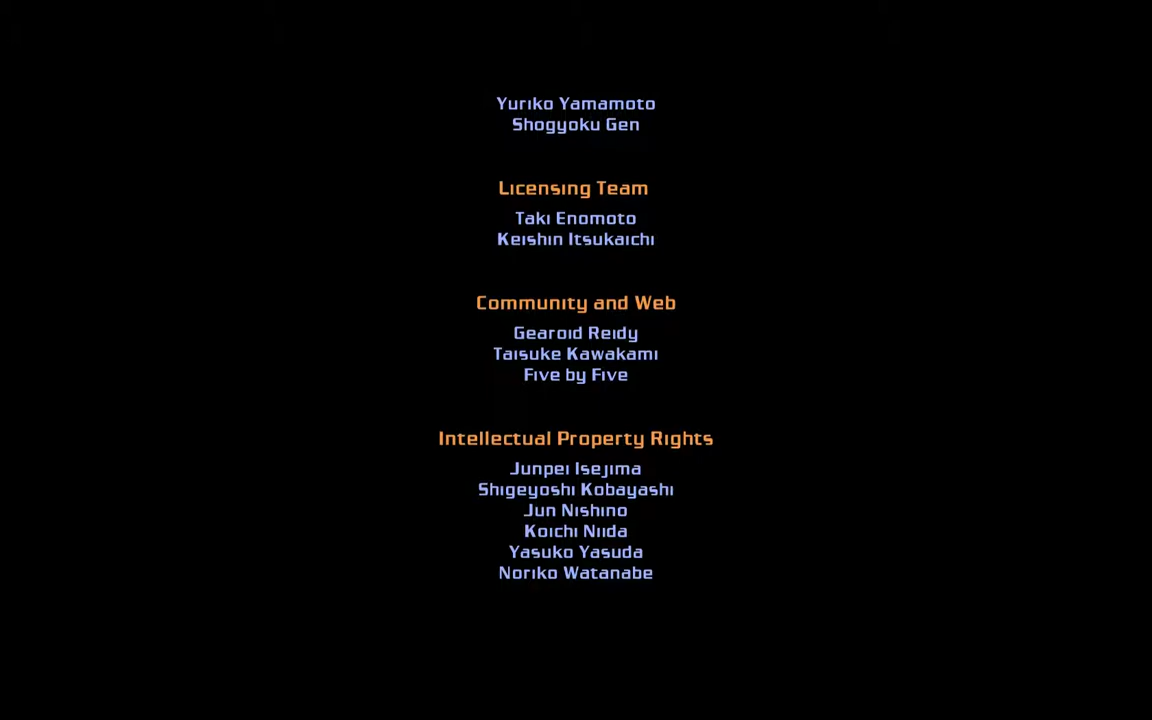 Yuriko Yamamoto
Shogyoku Gen
Licensing Team
Taki Enomoto
Keishin Itsukaichi
Community and Web
Gearoid Reidy
Taisuke Kawakami
Five by Five
Intellectual Property Rights
Junpei Isejima
Shigeyoshi Kobayashi
Jun Nishino
Koichi Niida
Yasuko Yasuda
Noriko Watanabe